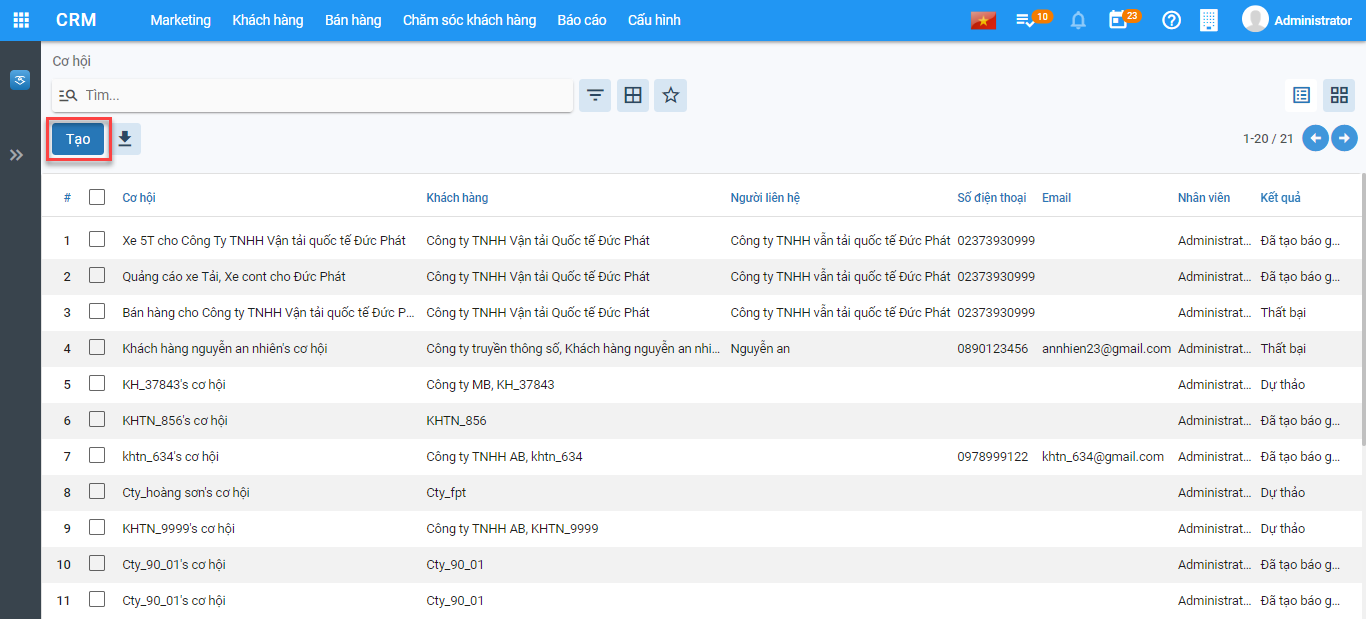 CRM Marketing Khách hàng Bán hàng Chăm sóc khách hàng Báo cáo Cấu hình 10 23 Administrator
Cơ hội
Tìm...
Tạo 1-20 / 21
# Cơ hội Khách hàng Người liên hệ Số điện thoại Email Nhân viên Kết quả
1 Xe 5T cho Công Ty TNHH Vận tải quốc tế Đức Phát Công ty TNHH Vận tải Quốc tế Đức Phát Công ty TNHH vẫn tải quốc tế Đức Phát 02373930999 Administrat... Đã tạo báo g...
2 Quảng cáo xe Tải, Xe cont cho Đức Phát Công ty TNHH Vận tải Quốc tế Đức Phát Công ty TNHH vẫn tải quốc tế Đức Phát 02373930999 Administrat... Đã tạo báo g...
3 Bán hàng cho Công ty TNHH Vận tải quốc tế Đức P... Công ty TNHH Vận tải Quốc tế Đức Phát Công ty TNHH vẫn tải quốc tế Đức Phát 02373930999 Administrat... Thất bại
4 Khách hàng nguyễn an nhiên's cơ hội Công ty truyền thông số, Khách hàng nguyễn an nhi... Nguyễn an 0890123456 annhien23@gmail.com Administrat... Thất bại
5 KH_37843's cơ hội Công ty MB, KH_37843 Administrat... Dự thảo
6 KHTN_856's cơ hội KHTN_856 Administrat... Đã tạo báo g...
7 khtn_634's cơ hội Công ty TNHH AB, khtn_634 0978999122 khtn_634@gmail.com Administrat... Đã tạo báo g...
8 Cty_hoàng sơn's cơ hội Cty_fpt Administrat... Dự thảo
9 KHTN_9999's cơ hội Công ty TNHH AB, KHTN_9999 Administrat... Dự thảo
10 Cty_90_01's cơ hội Cty_90_01 Administrat... Đã tạo báo g...
11 Cty_90_01's cơ hội Cty_90_01 Administrat... Đã tạo báo g...